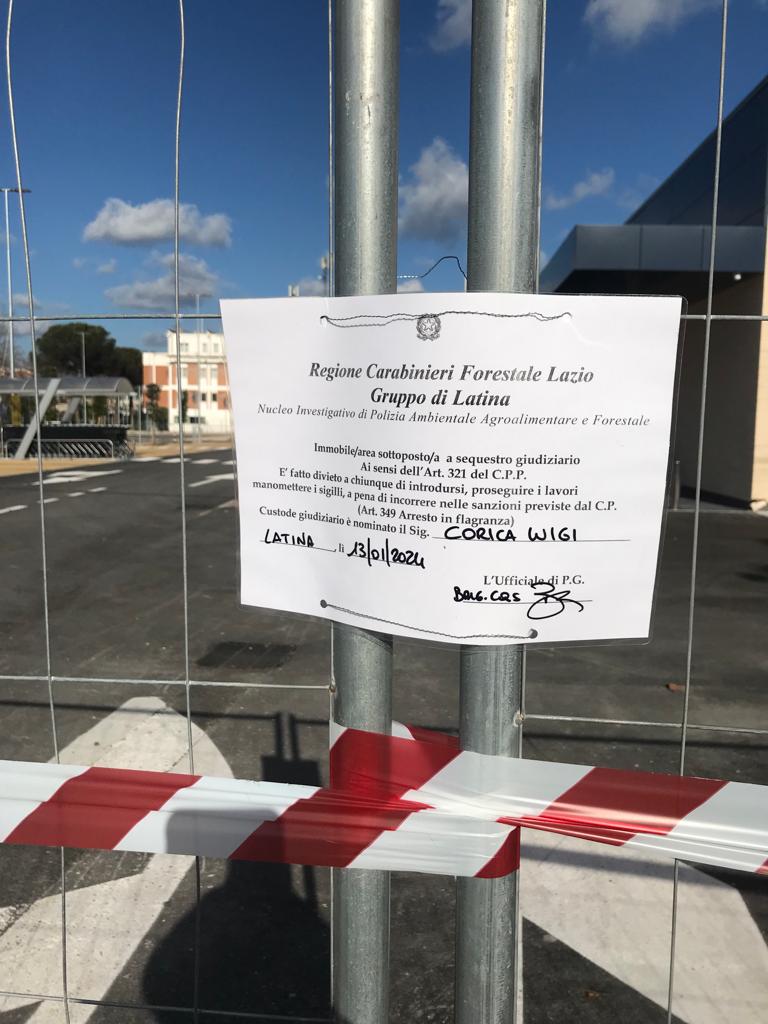 Regione Carabinieri Forestale Lazio
Gruppo di Latina
Nucleo Investigativo di Polizia Ambientale Agroalimentare e Forestale
Immobile/area sottoposto/a a sequestro giudiziario
Ai sensi dell'Art. 321 del C.P.P.
E' fatto divieto a chiunque di introdursi, proseguire i lavori
manomettere i sigilli, a pena di incorrere nelle sanzioni previste dal C.P.
(Art. 349 Arresto in flagranza)
Custode giudiziario è nominato il Sig. CORICA WIGI
LATINA, lì 13/01/2024
L'Ufficiale di P.G.